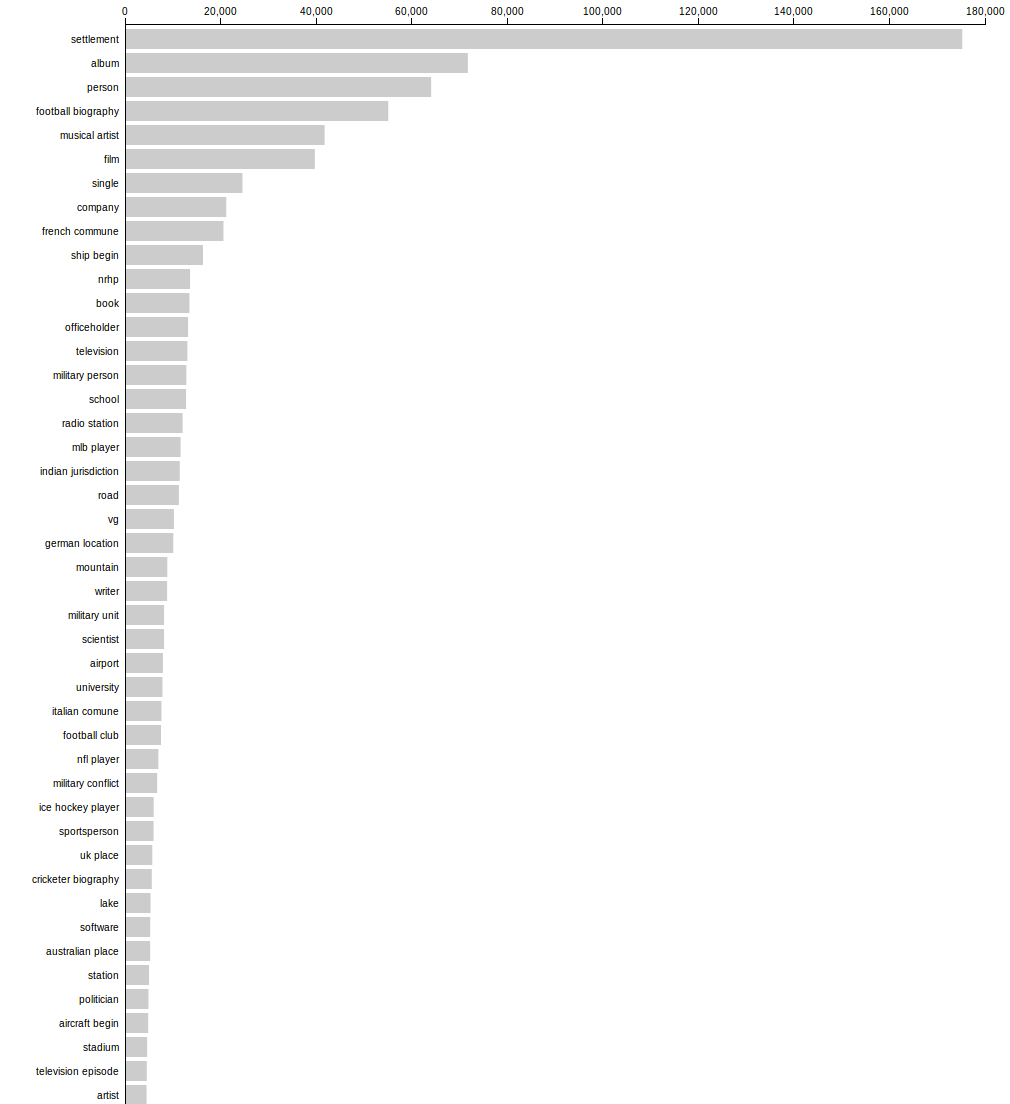 0 20,000 40,000 60,000 80,000 100,000 120,000 140,000 160,000 180,000
settlement
album
person
football biography
musical artist
film
single
company
french commune
ship begin
nrhp
book
officeholder
television
military person
school
radio station
mlb player
indian jurisdiction
road
vg
german location
mountain
writer
military unit
scientist
airport
university
italian comune
football club
nfl player
military conflict
ice hockey player
sportsperson
uk place
cricketer biography
lake
software
australian place
station
politician
aircraft begin
stadium
television episode
artist